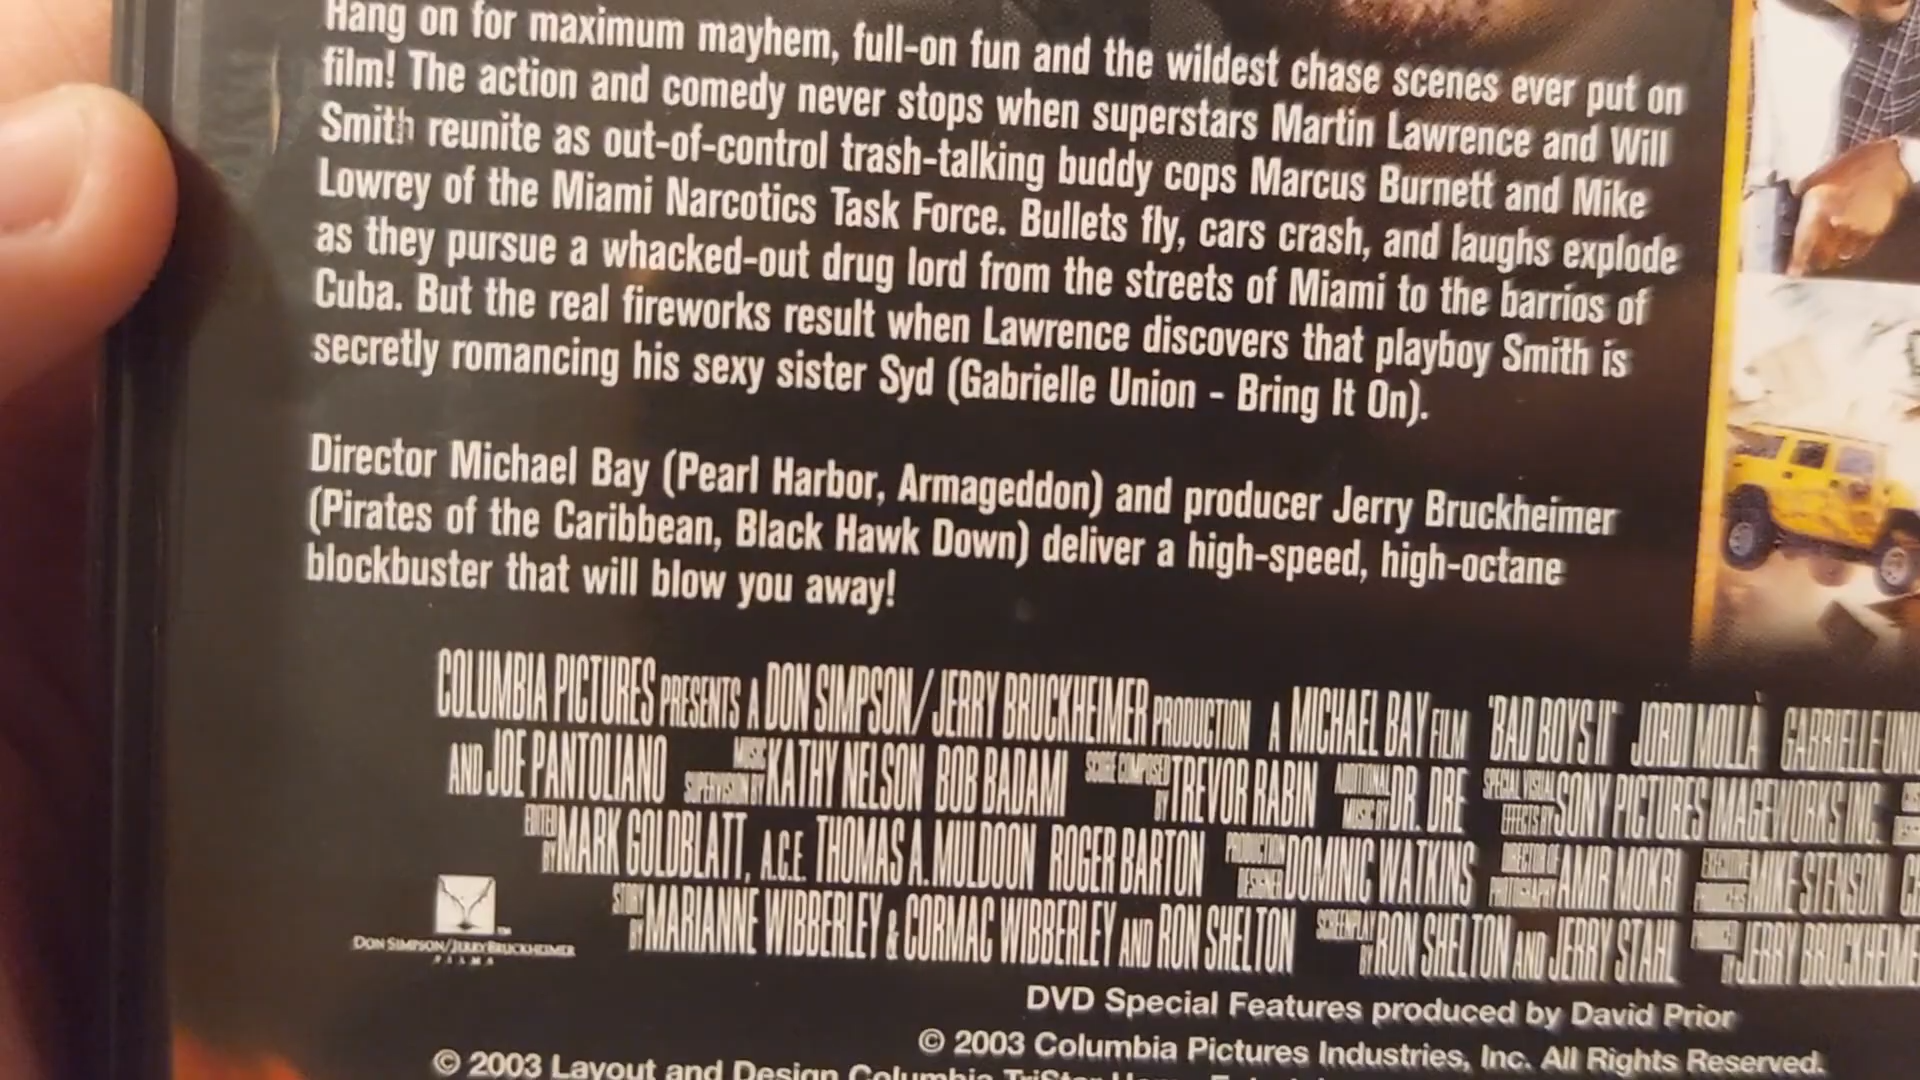 Hang on for maximum mayhem, full-on fun and the wildest chase scenes ever put on
film! The action and comedy never stops when superstars Martin Lawrence and Will
Smith reunite as out-of-control trash-talking buddy cops Marcus Burnett and Mike
Lowrey of the Miami Narcotics Task Force. Bullets fly, cars crash, and laughs explode
as they pursue a whacked-out drug lord from the streets of Miami to the barrios of
Cuba. But the real fireworks result when Lawrence discovers that playboy Smith is
secretly romancing his sexy sister Syd (Gabrielle Union - Bring It On).
Director Michael Bay (Pearl Harbor, Armageddon) and producer Jerry Bruckheimer
(Pirates of the Caribbean, Black Hawk Down) deliver a high-speed, high-octane
blockbuster that will blow you away!
COLUMBIA PICTURES PRESENTS A DON SIMPSON/JERRY BRUCKHEIMER PRODUCTION A MICHAEL BAY FILM "BAD BOYS II" JORDI MOLLÀ GABRIELLE
AND JOE PANTOLIANO MUSIC SUPERVISION BY KATHY NELSON BOB BADAMI SCORE COMPOSED BY TREVOR RABIN ADDITIONAL MUSIC BY DR. DRE SPECIAL VISUAL EFFECTS BY SONY PICTURES IMAGEWORKS INC.
EDITED BY MARK GOLDBLATT, A.C.E. THOMAS A. MULDOON ROGER BARTON PRODUCTION DESIGNER DOMINIC WATKINS DIRECTOR OF PHOTOGRAPHY AMIR MOKRI EXECUTIVE PRODUCERS MIKE STENSON
STORY BY MARIANNE WIBBERLEY & CORMAC WIBBERLEY AND RON SHELTON SCREENPLAY BY RON SHELTON AND JERRY STAHL PRODUCED BY JERRY BRUCKHEIME
DON SIMPSON/JERRY BRUCKHEIMER
FILMS
DVD Special Features produced by David Prior
© 2003 Columbia Pictures Industries, Inc. All Rights Reserved.
© 2003 Layout and Design Columbia TriStar